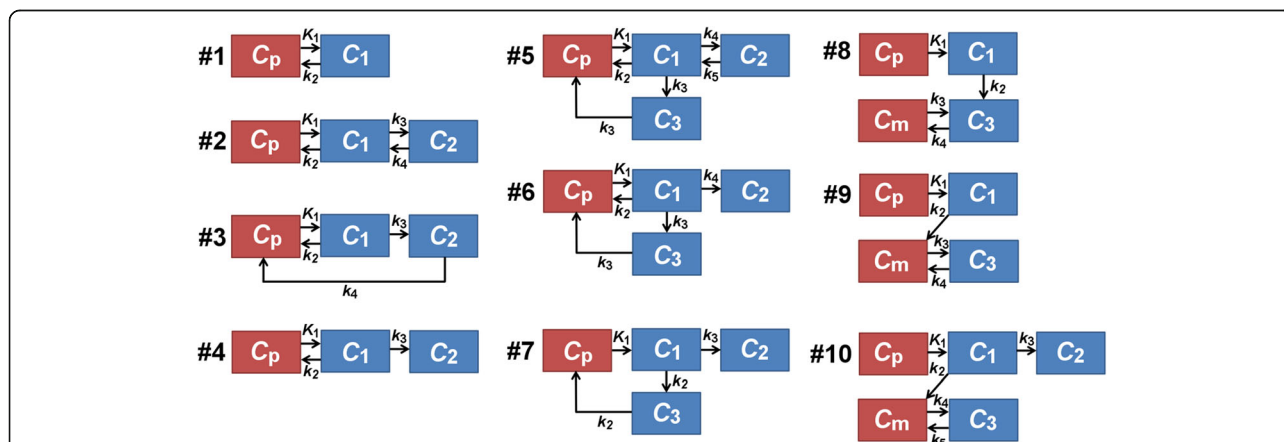 #1 Cp K1 k2 C1
#2 Cp K1 k2 C1 k3 k4 C2
#3 Cp K1 k2 C1 k3 C2
k4
#4 Cp K1 k2 C1 k3 C2
#5 Cp K1 k2 C1 k4 k5 C2
k3
k3 C3
#6 Cp K1 k2 C1 k4 C2
k3
k3 C3
#7 Cp K1 C1 k3 C2
k2
k2 C3
#8 Cp K1 C1
k2
Cm k3 k4 C3
#9 Cp K1 C1
k2
Cm k3 k4 C3
#10 Cp K1 C1 k3 C2
k2
Cm k4 k5 C3